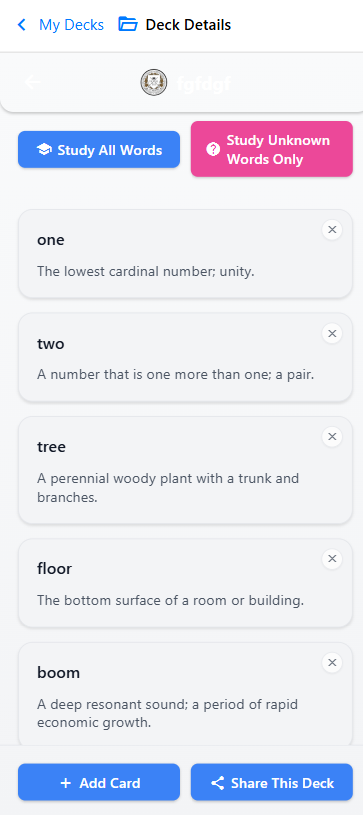 My Decks Deck Details
fgfdgf
Study All Words
Study Unknown
Words Only
one
The lowest cardinal number; unity.
two
A number that is one more than one; a pair.
tree
A perennial woody plant with a trunk and
branches.
floor
The bottom surface of a room or building.
boom
A deep resonant sound; a period of rapid
economic growth.
Add Card
Share This Deck